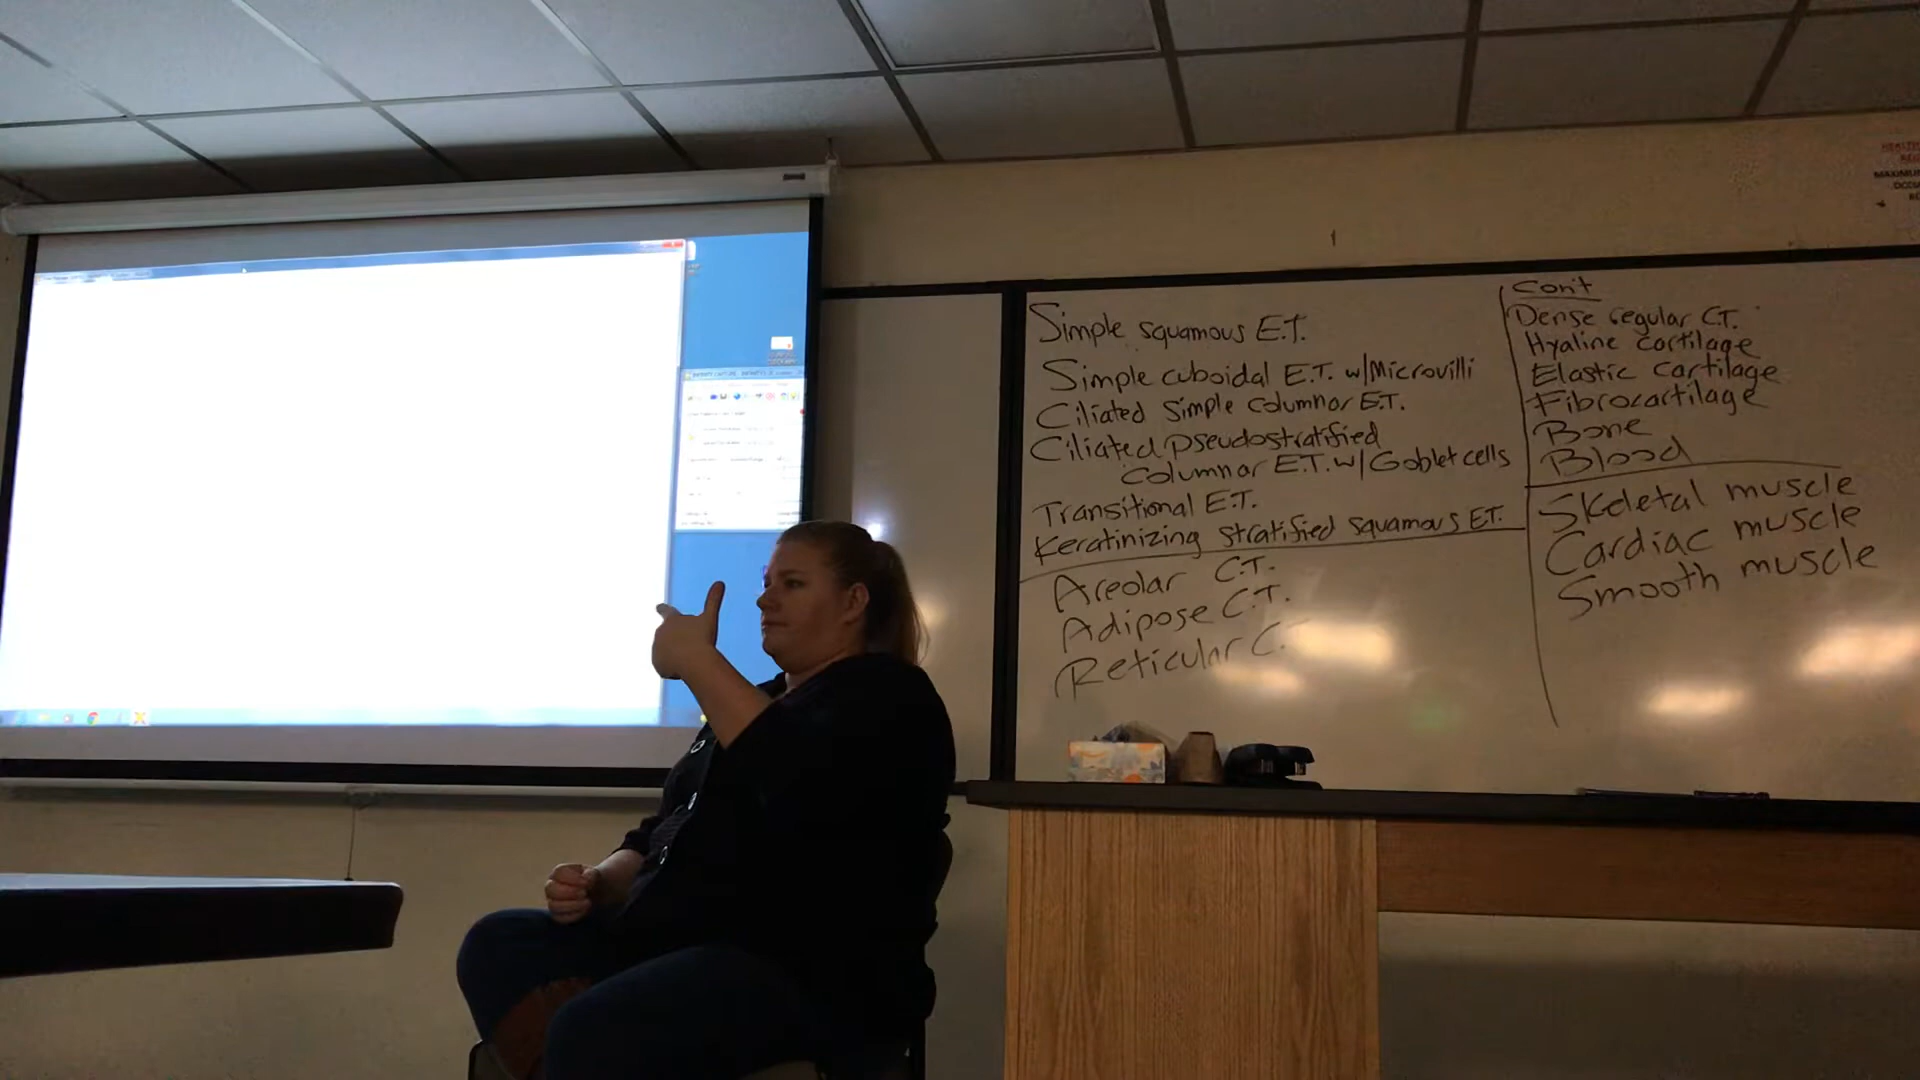 Simple squamous E.T.
Simple cuboidal E.T. w/Microvilli
Ciliated Simple Columnar E.T.
Ciliated pseudostratified
columnar E.T. w/Goblet cells
Transitional E.T.
Keratinizing stratified squamous E.T.
Areolar C.T.
Adipose C.T.
Reticular C.
Con't
Dense regular C.T.
Hyaline cartilage
Elastic cartilage
Fibrocartilage
Bone
Blood
Skeletal muscle
Cardiac muscle
Smooth muscle